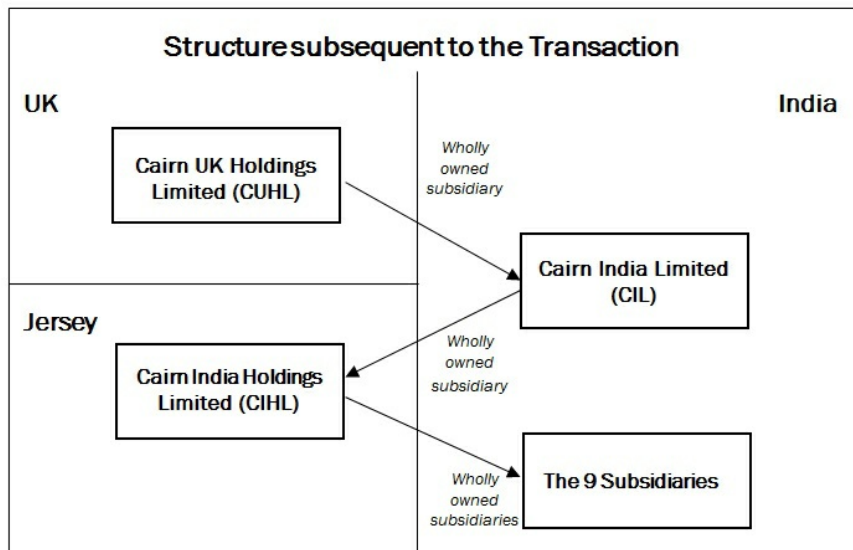 Structure subsequent to the Transaction
UK
India
Cairn UK Holdings
Limited (CUHL)
Wholly
owned
subsidiary
Cairn India Limited
(CIL)
Jersey
Cairn India Holdings
Limited (CIHL)
Wholly
owned
subsidiary
The 9 Subsidiaries
Wholly
owned
subsidiaries